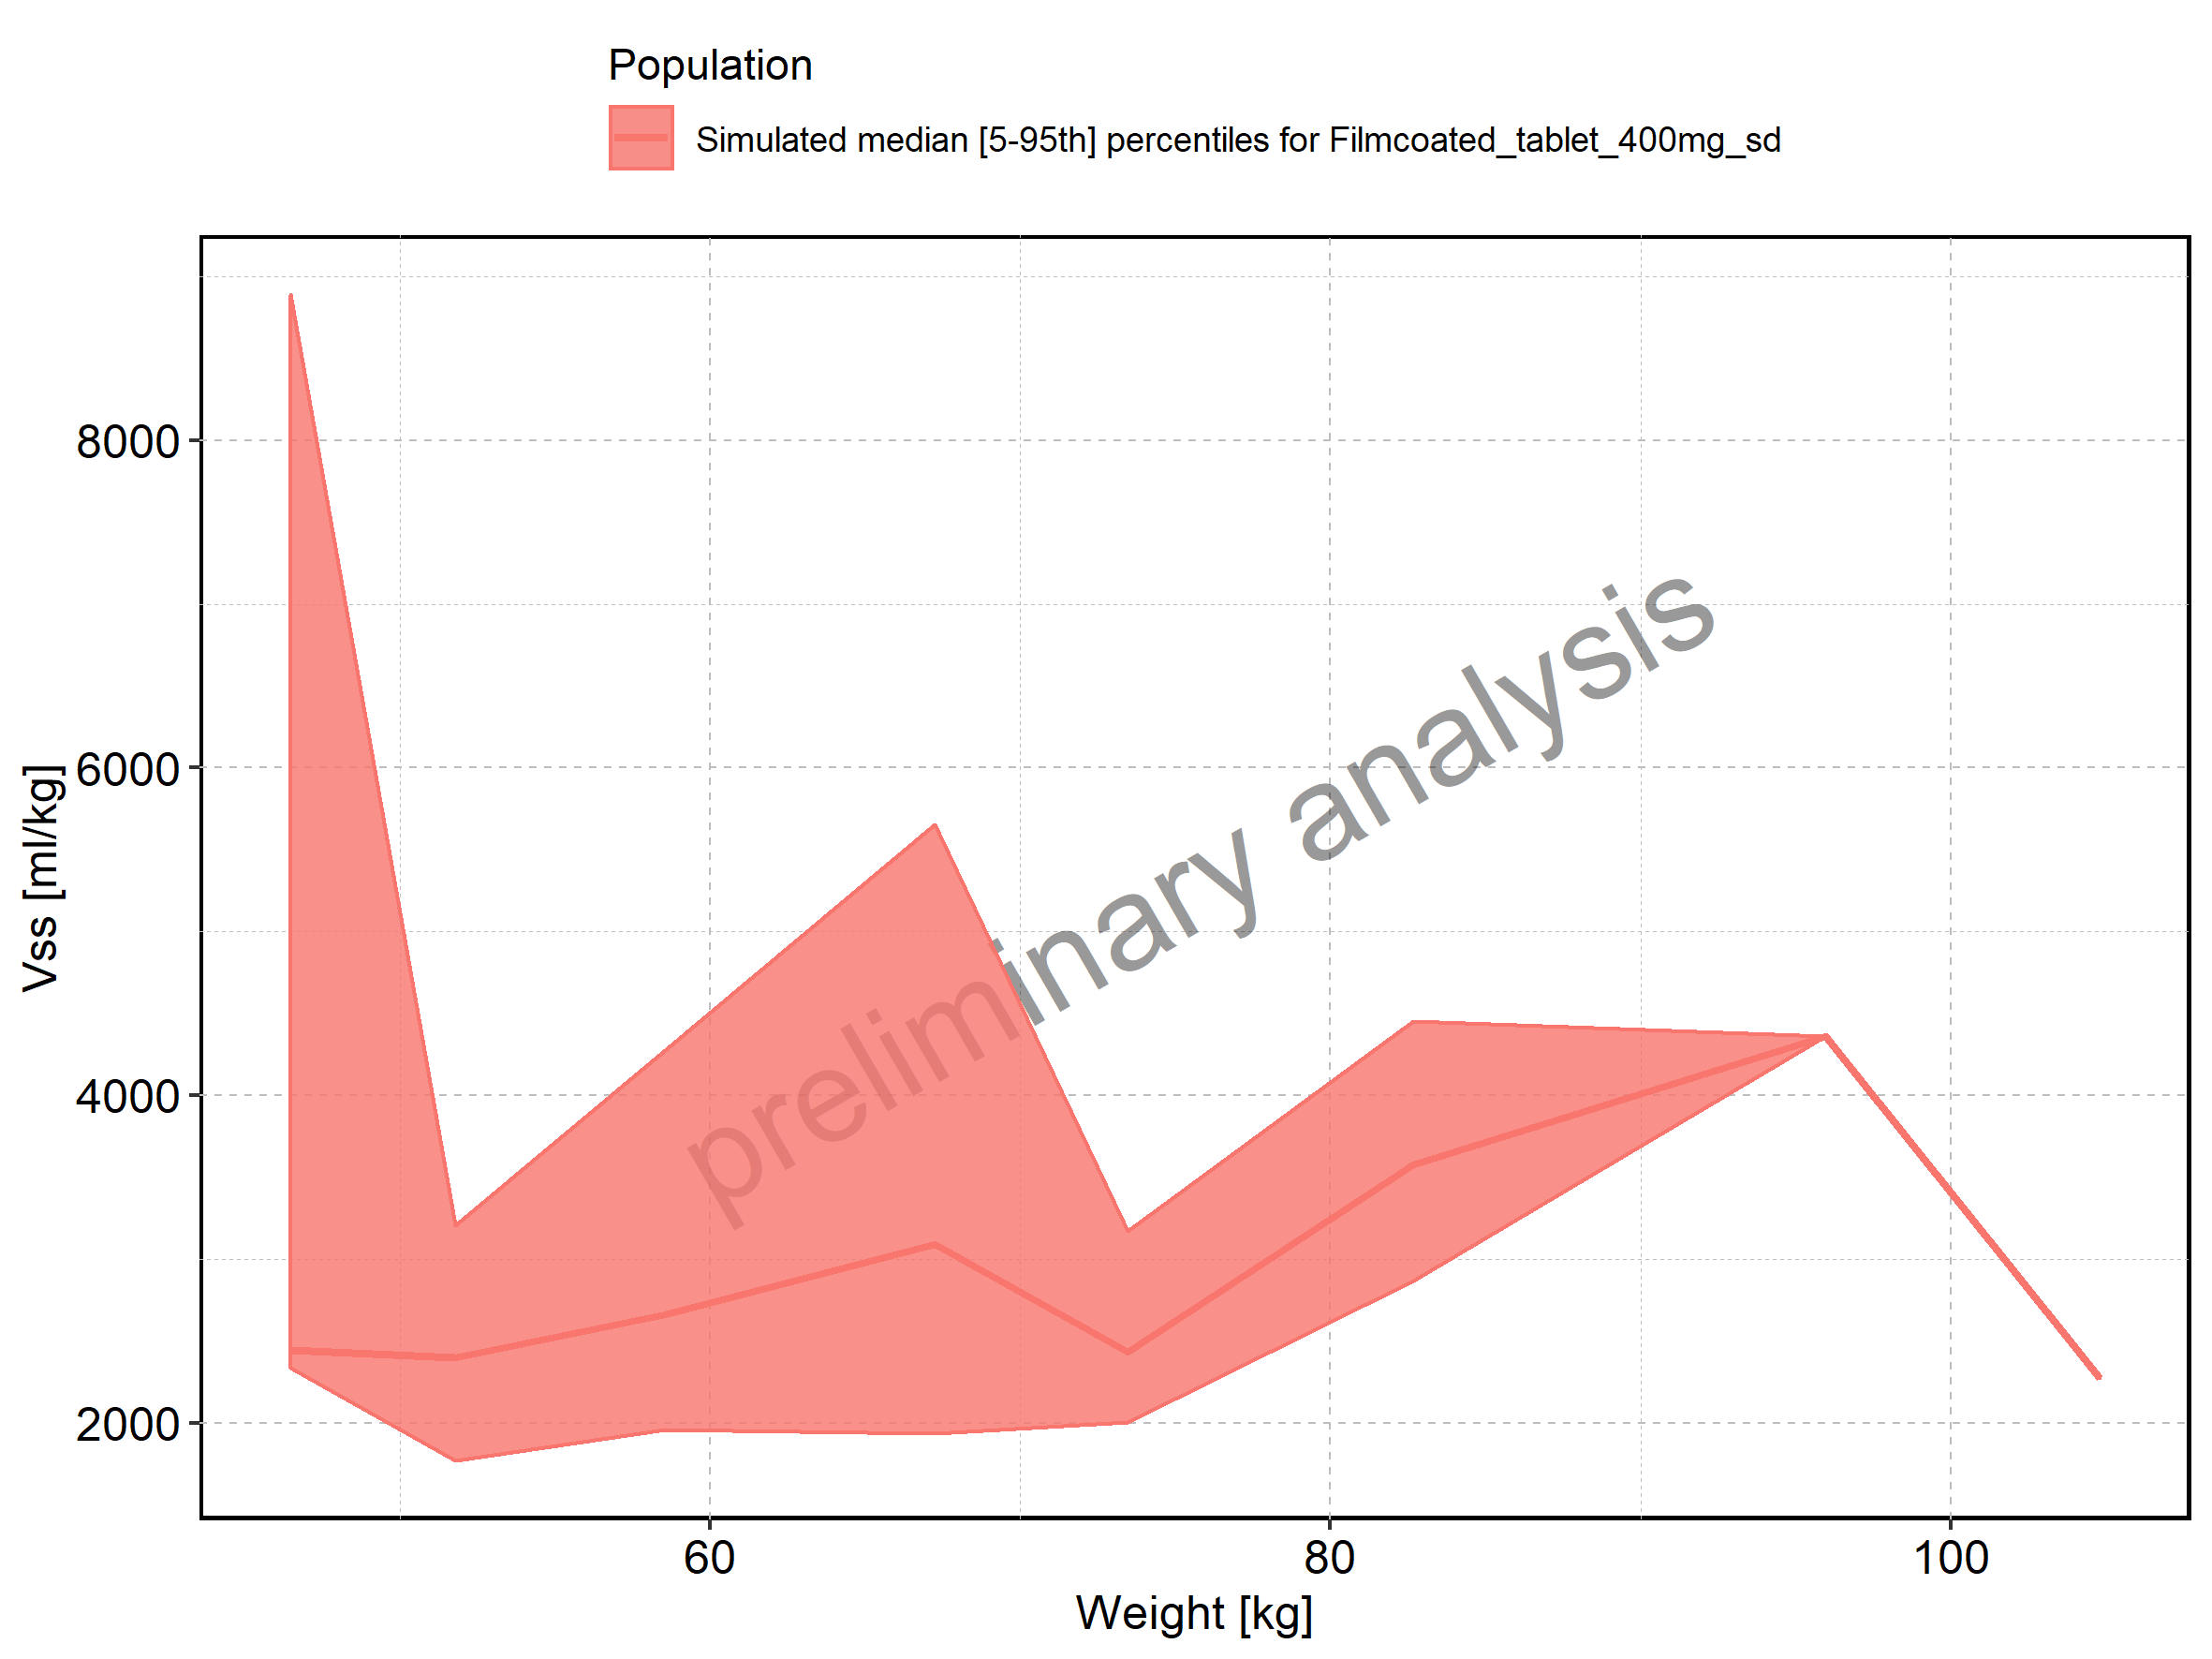 Population
Simulated median [5-95th] percentiles for Filmcoated_tablet_400mg_sd
8000
6000
4000
2000
Vss [ml/kg]
preliminary analysis
60 80 100
Weight [kg]